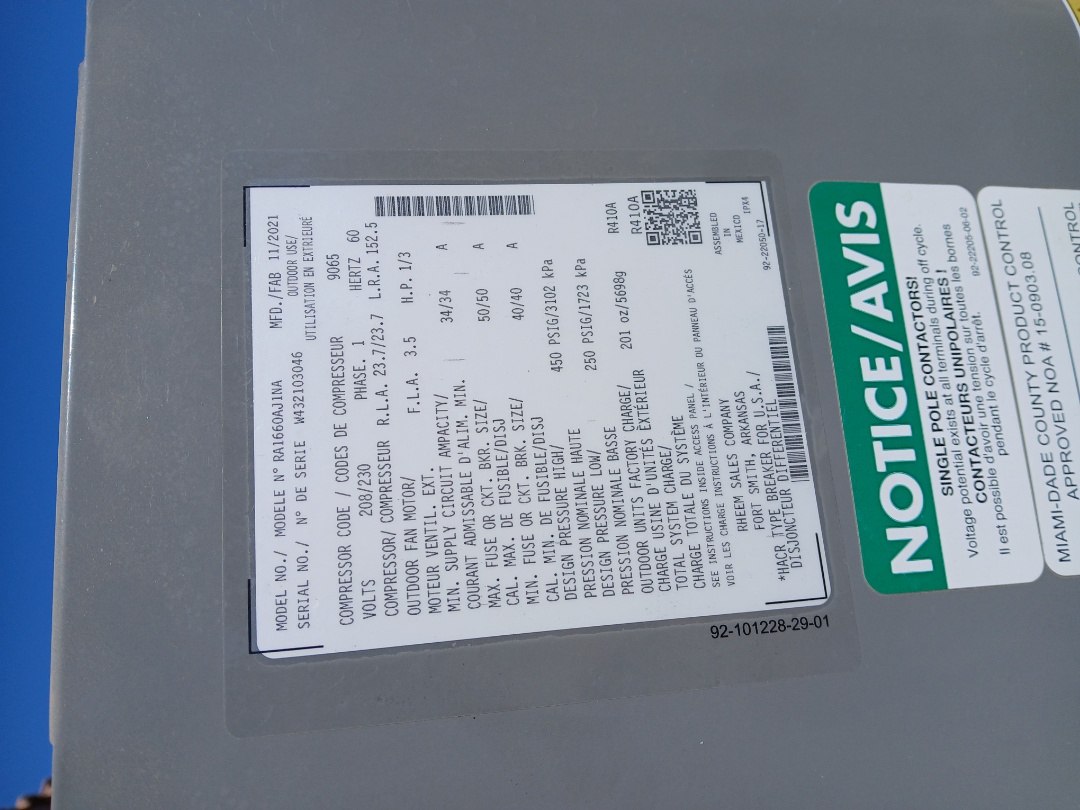 MODEL NO./ MODELE N° RA1660AJ1NA MFD./FAB 11/2021
SERIAL NO./ N° DE SERIE W432103046 OUTDOOR USE/
UTILISATION EN EXTRIEURÉ
COMPRESSOR CODE / CODES DE COMPRESSEUR 9065
VOLTS 208/230 PHASE. 1 HERTZ 60
COMPRESSOR/ COMPRESSEUR R.L.A. 23.7/23.7 L.R.A. 152.5
OUTDOOR FAN MOTOR/ F.L.A. 3.5 H.P. 1/3
MOTEUR VENTIL. EXT.
MIN. SUPPLY CIRCUIT AMPACITY/ 34/34 A
COURANT ADMISSABLE D'ALIM. MIN.
MAX. FUSE OR CKT. BKR. SIZE/ 50/50 A
CAL. MAX. DE FUSIBLE/DISJ
MIN. FUSE OR CKT. BRK. SIZE/ 40/40 A
CAL. MIN. DE FUSIBLE/DISJ
DESIGN PRESSURE HIGH/ 450 PSIG/3102 kPa
PRESSION NOMINALE HAUTE
DESIGN PRESSURE LOW/ 250 PSIG/1723 kPa
PRESSION NOMINALE BASSE
OUTDOOR UNITS FACTORY CHARGE/ 201 oz/5698g R410A
CHARGE USINE D'UNITÉS EXTÉRIEUR
TOTAL SYSTEM CHARGE/ R410A
CHARGE TOTALE DU SYSTÈME
SEE INSTRUCTIONS INSIDE ACCESS PANEL /
VOIR LES CHARGE INSTRUCTIONS À L'INTÉRIEUR DU PANNEAU D'ACCÈS
RHEEM SALES COMPANY
FORT SMITH, ARKANSAS
ASSEMBLED
IN
MEXICO IPX4
*HACR TYPE BREAKER FOR U.S.A./
DISJONCTEUR DIFFERENTIEL
92-22050-17
92-101228-29-01
NOTICE/AVIS
SINGLE POLE CONTACTORS!
Voltage potential exists at all terminals during off cycle.
CONTACTEURS UNIPOLAIRES !
Il est possible d'avoir une tension sur toutes les bornes
pendant le cycle d'arrêt. 92-22205-06-02
MIAMI-DADE COUNTY PRODUCT CONTROL
APPROVED NOA # 15-0903.08